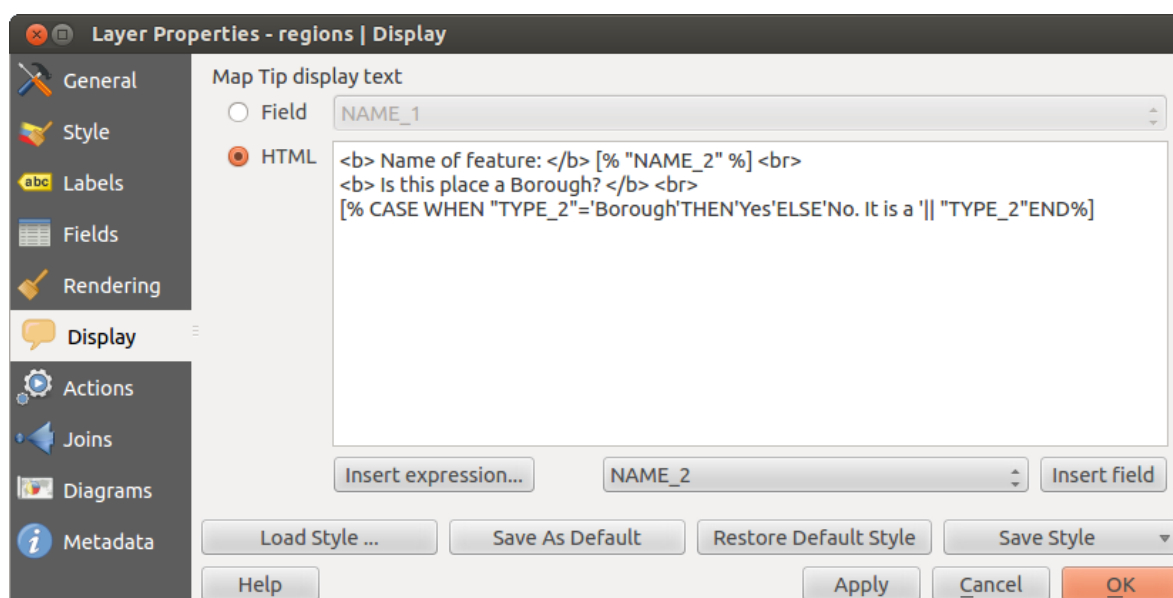 Layer Properties - regions | Display
General
Style
abc Labels
Fields
Rendering
Display
Actions
Joins
Diagrams
i Metadata
Map Tip display text
Field NAME_1
HTML
<b> Name of feature: </b> [% "NAME_2" %] <br>
<b> Is this place a Borough? </b> <br>
[% CASE WHEN "TYPE_2"='Borough'THEN'Yes'ELSE'No. It is a '|| "TYPE_2"END%]
Insert expression... NAME_2 Insert field
Load Style ... Save As Default Restore Default Style Save Style
Help Apply Cancel OK